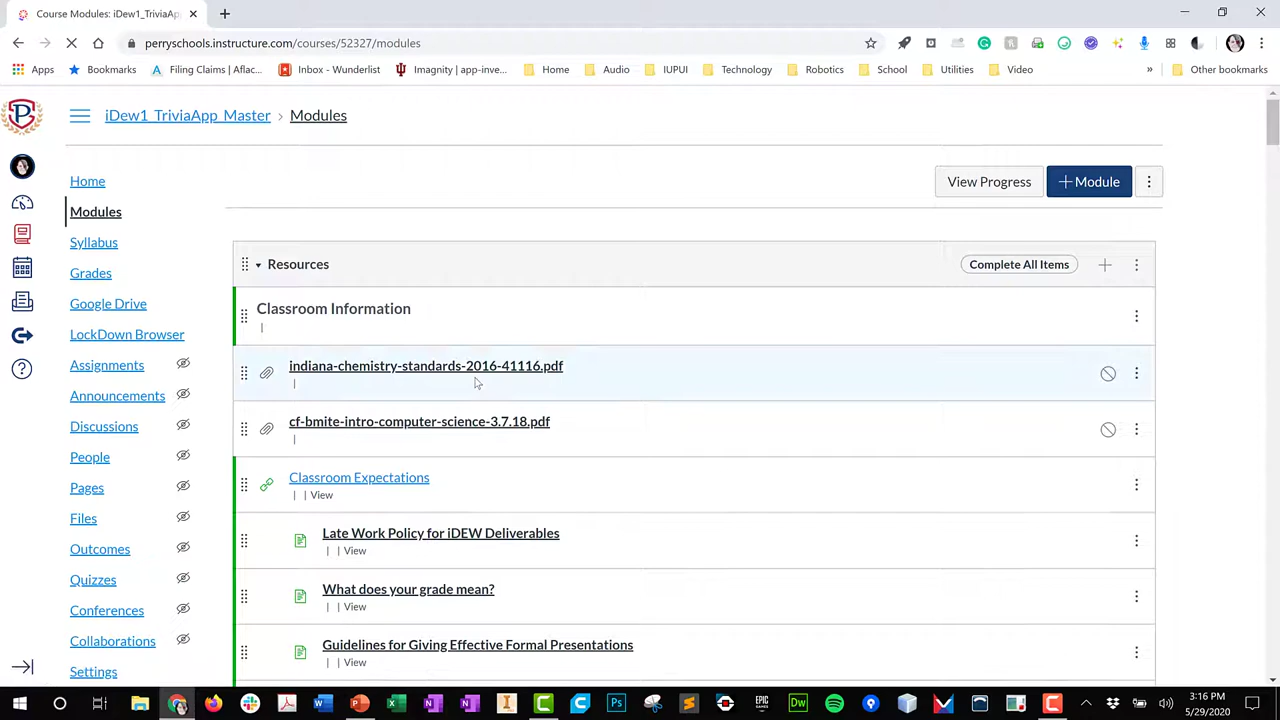 Course Modules: iDew1_TriviaAp
perryschools.instructure.com/courses/52327/modules
Apps
Bookmarks
Filing Claims | Aflac...
Inbox - Wunderlist
Imagnity | app-inve...
Home
Audio
IUPUI
Technology
Robotics
School
Utilities
Video
»
Other bookmarks
iDew1_TriviaApp_Master > Modules
View Progress
+ Module
Home
Modules
Syllabus
Grades
Google Drive
LockDown Browser
Assignments
Announcements
Discussions
People
Pages
Files
Outcomes
Quizzes
Conferences
Collaborations
Settings
Resources
Complete All Items
Classroom Information
|
indiana-chemistry-standards-2016-41116.pdf
|
cf-bmite-intro-computer-science-3.7.18.pdf
|
Classroom Expectations
| | View
Late Work Policy for iDEW Deliverables
| | View
What does your grade mean?
| | View
Guidelines for Giving Effective Formal Presentations
| | View
3:16 PM
5/29/2020